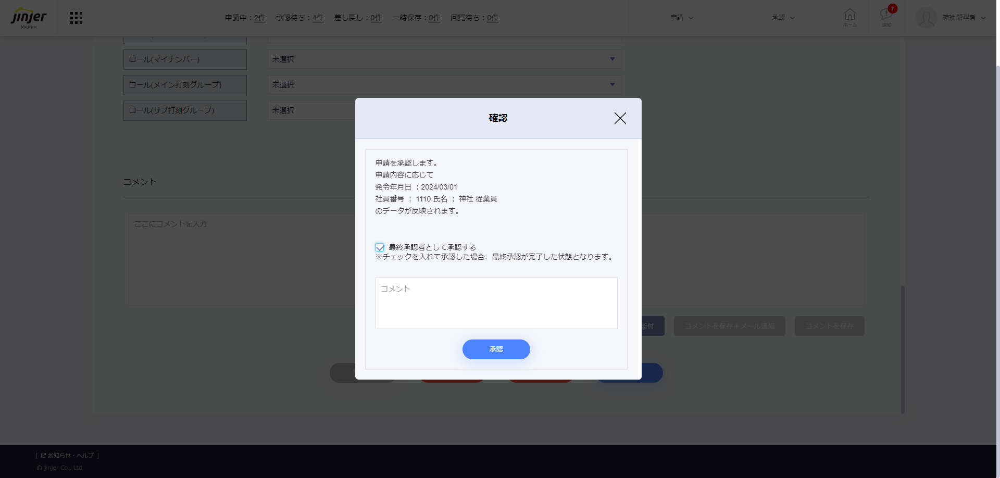 jinjer
ジンジャー
申請中：2件 承認待ち：4件 差し戻し：0件 一時保存：0件 回覧待ち：0件
申請
承認
ホーム
通知
7
神社 管理者
ロール(マイナンバー)
未選択
ロール(メイン打刻グループ)
未選択
ロール(サブ打刻グループ)
未選択
コメント
ここにコメントを入力
確認
申請を承認します。
申請内容に応じて
発令年月日 ：2024/03/01
社員番号 ： 1110 氏名 ： 神社 従業員
のデータが反映されます。
最終承認者として承認する
※チェックを入れて承認した場合、最終承認が完了した状態となります。
コメント
承認
添付
コメントを保存＋メール通知
コメントを保存
| お知らせ・ヘルプ |
© jinjer Co., Ltd.